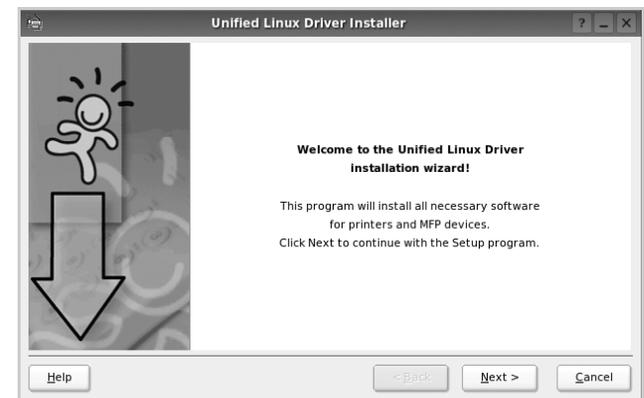 Unified Linux Driver Installer
Welcome to the Unified Linux Driver
installation wizard!
This program will install all necessary software
for printers and MFP devices.
Click Next to continue with the Setup program.
Help
< Back
Next >
Cancel